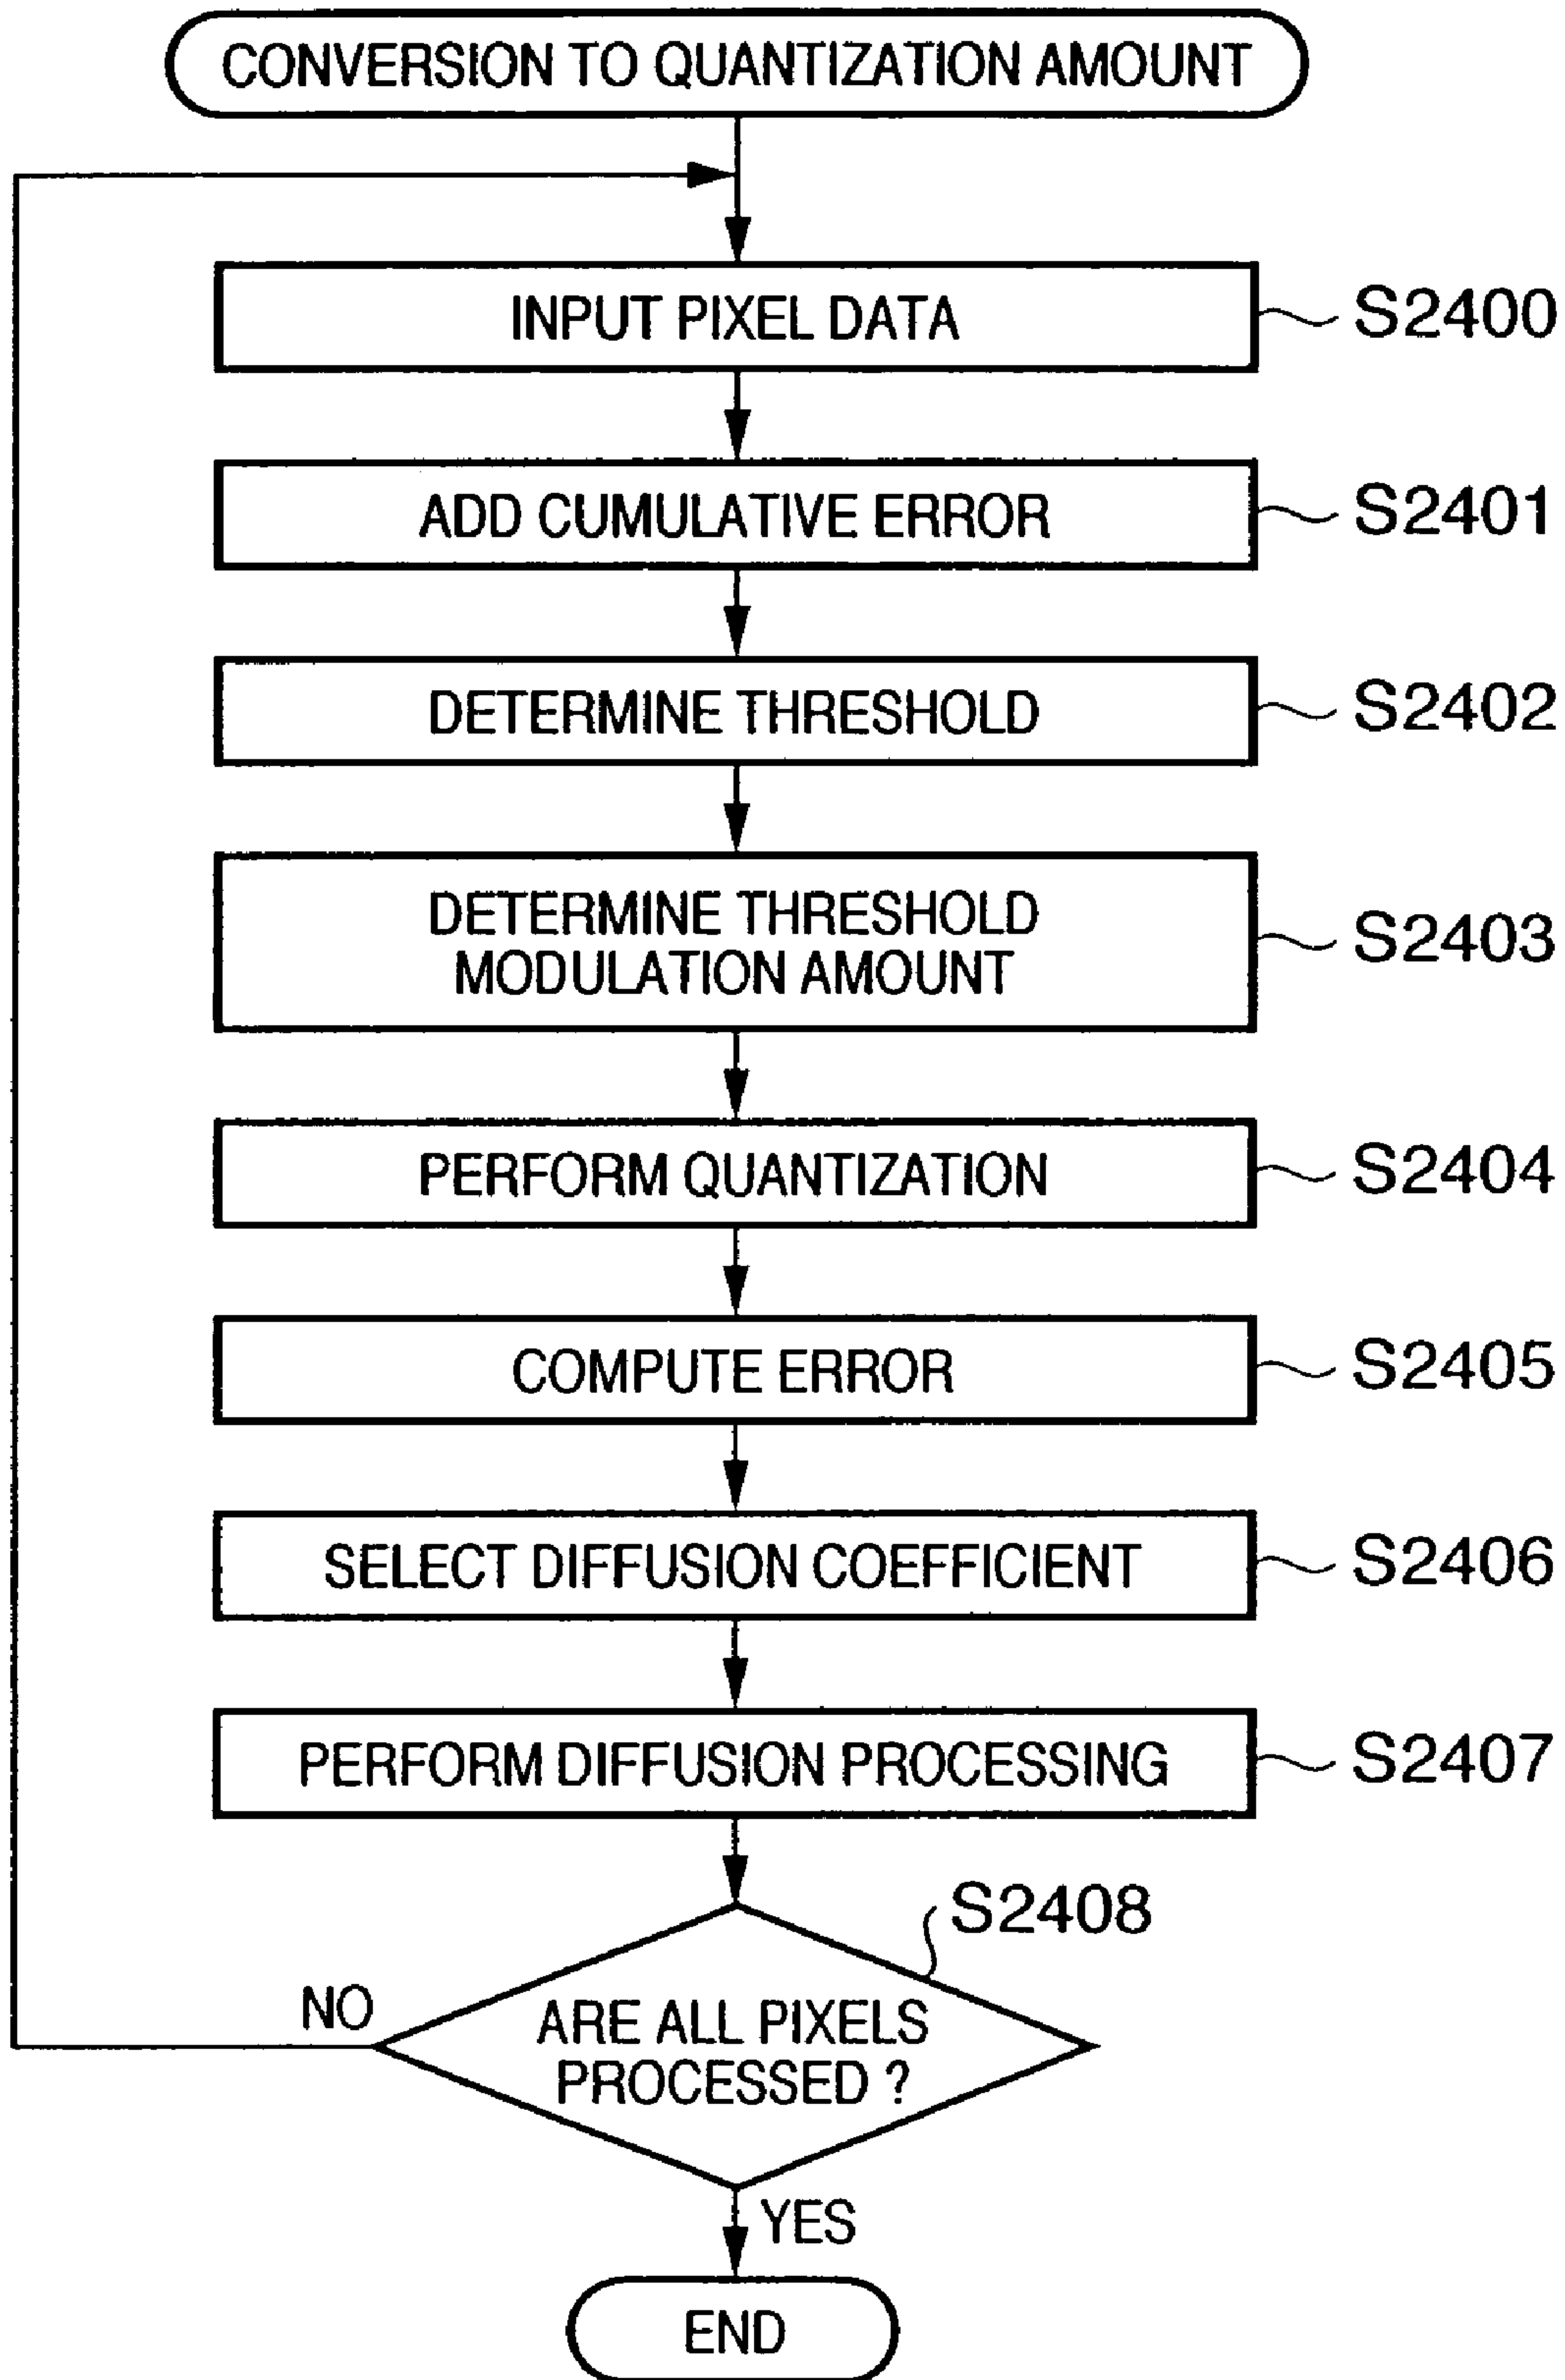 CONVERSION TO QUANTIZATION AMOUNT
INPUT PIXEL DATA
S2400
ADD CUMULATIVE ERROR
S2401
DETERMINE THRESHOLD
S2402
DETERMINE THRESHOLD
MODULATION AMOUNT
S2403
PERFORM QUANTIZATION
S2404
COMPUTE ERROR
S2405
SELECT DIFFUSION COEFFICIENT
S2406
PERFORM DIFFUSION PROCESSING
S2407
S2408
NO
ARE ALL PIXELS
PROCESSED ?
YES
END